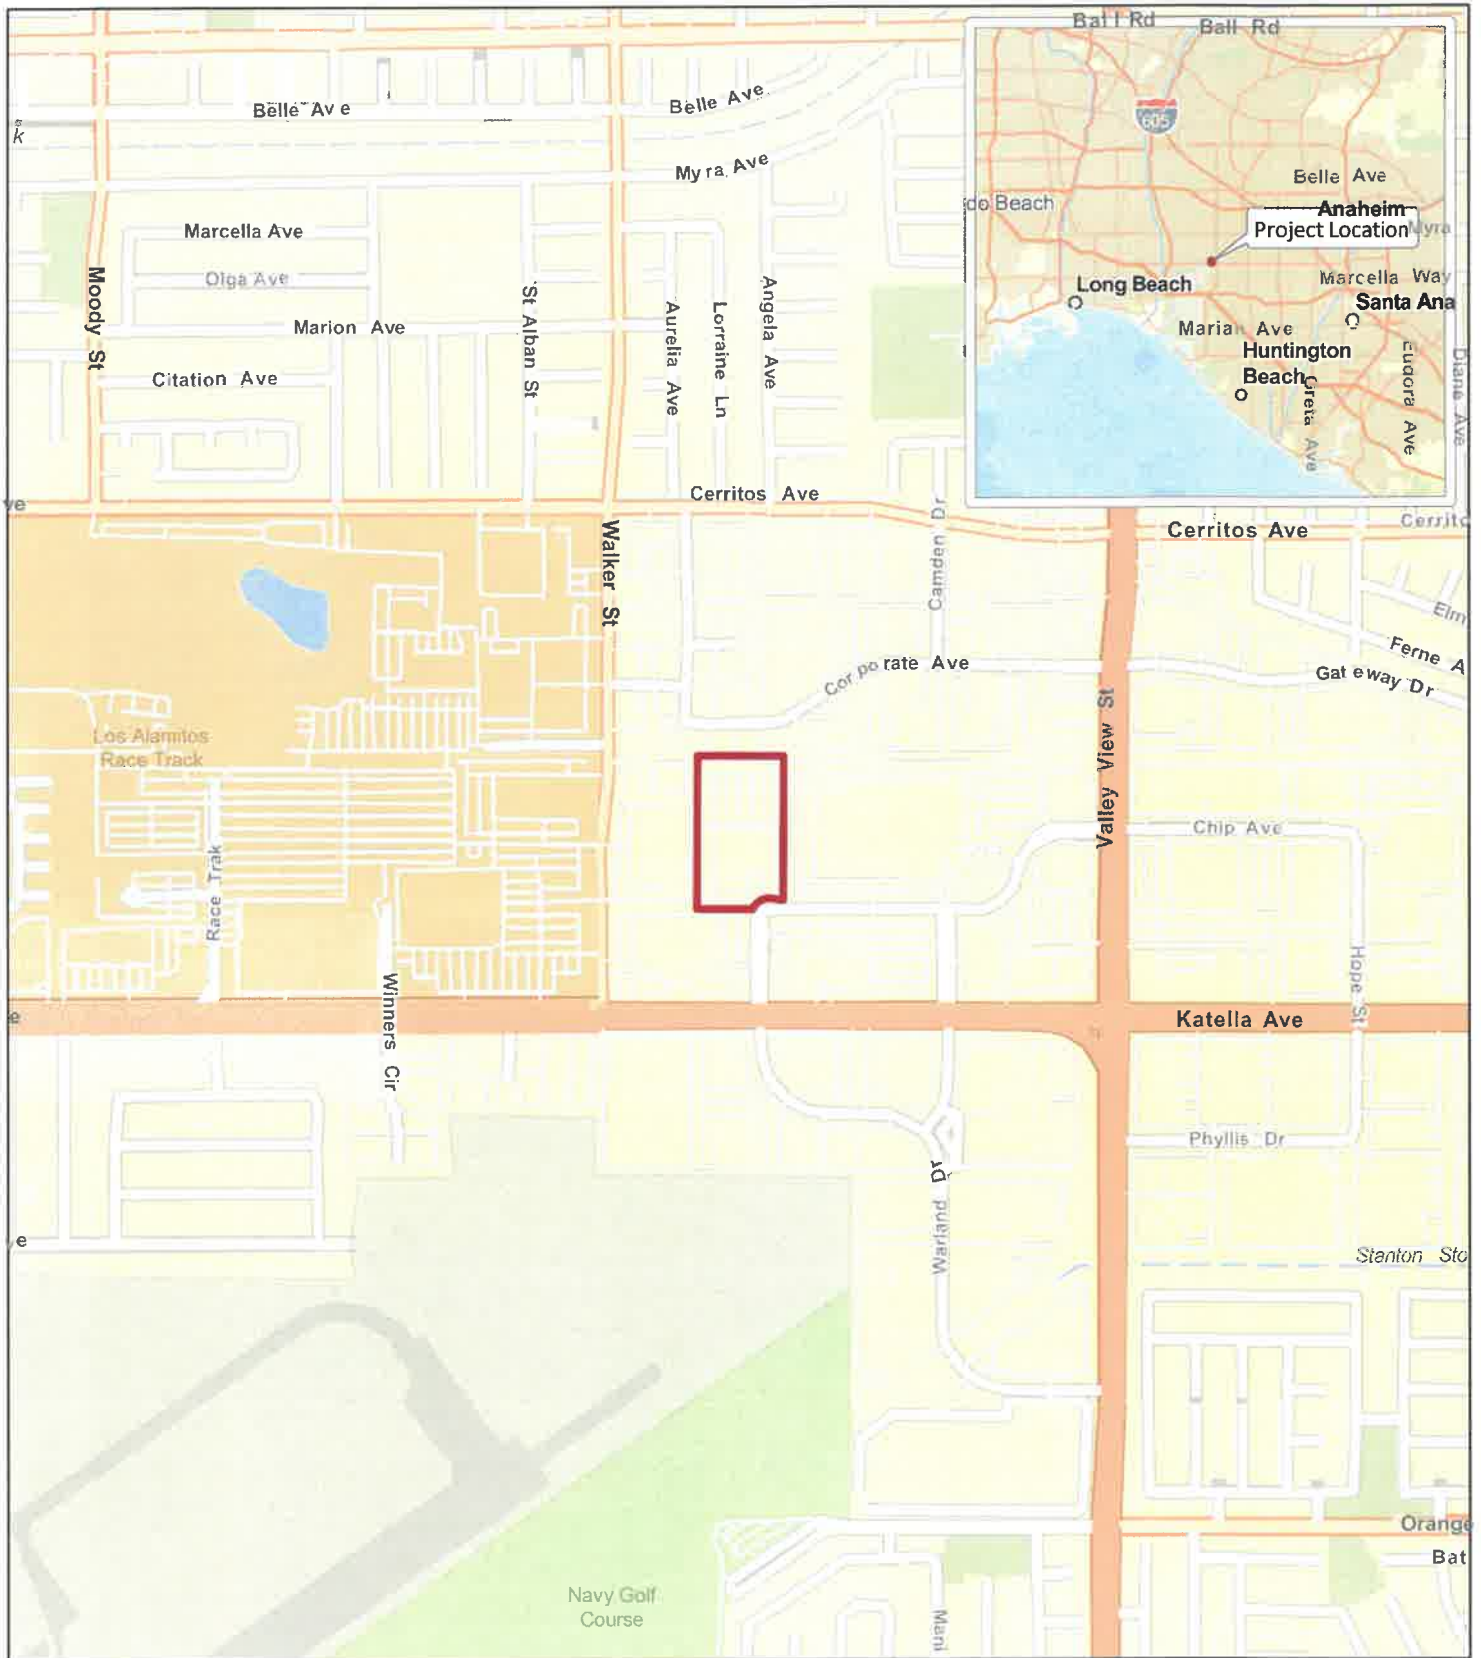 Ball Rd
Ball Rd
Belle Ave
Belle Ave
605
k
Myra Ave
Belle Ave
do Beach
Anaheim
Project Location
Myra
Marcella Ave
Olga Ave
Moody St
St Alban St
Aurelia Ave
Lorraine Ln
Angela Ave
Long Beach
Marcella Way
Santa Ana
Marion Ave
Marian Ave
Huntington
Beach
Greta Ave
Eudora Ave
Diana Ave
Citation Ave
ve
Cerritos Ave
Cerritos Ave
Cerrito
Walker St
Camden Dr
Elm
Ferne A
Corporate Ave
Gateway Dr
Los Alamitos
Race Track
Valley View St
Chip Ave
Race Trak
Winners Cir
Hope St
e
Katella Ave
Phyllis Dr
Warland Dr
e
Stanton Sto
Orange
Bat
Navy Golf
Course
Mani